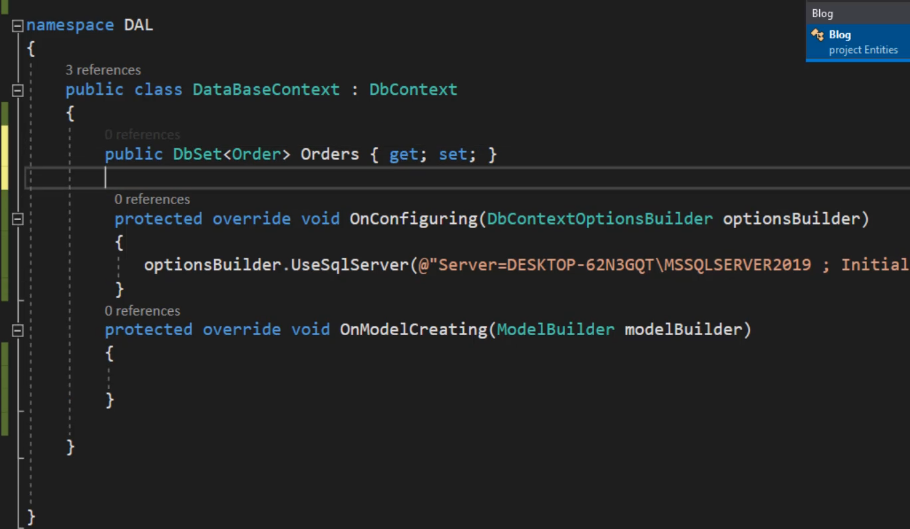 Blog
namespace DAL
Blog
project Entities
{
3 references
public class DataBaseContext : DbContext
{
0 references
public DbSet<Order> Orders { get; set; }
0 references
protected override void OnConfiguring(DbContextOptionsBuilder optionsBuilder)
{
optionsBuilder.UseSqlServer(@"Server=DESKTOP-62N3GQT\MSSQLSERVER2019 ; Initial
}
0 references
protected override void OnModelCreating(ModelBuilder modelBuilder)
{
}
}
}